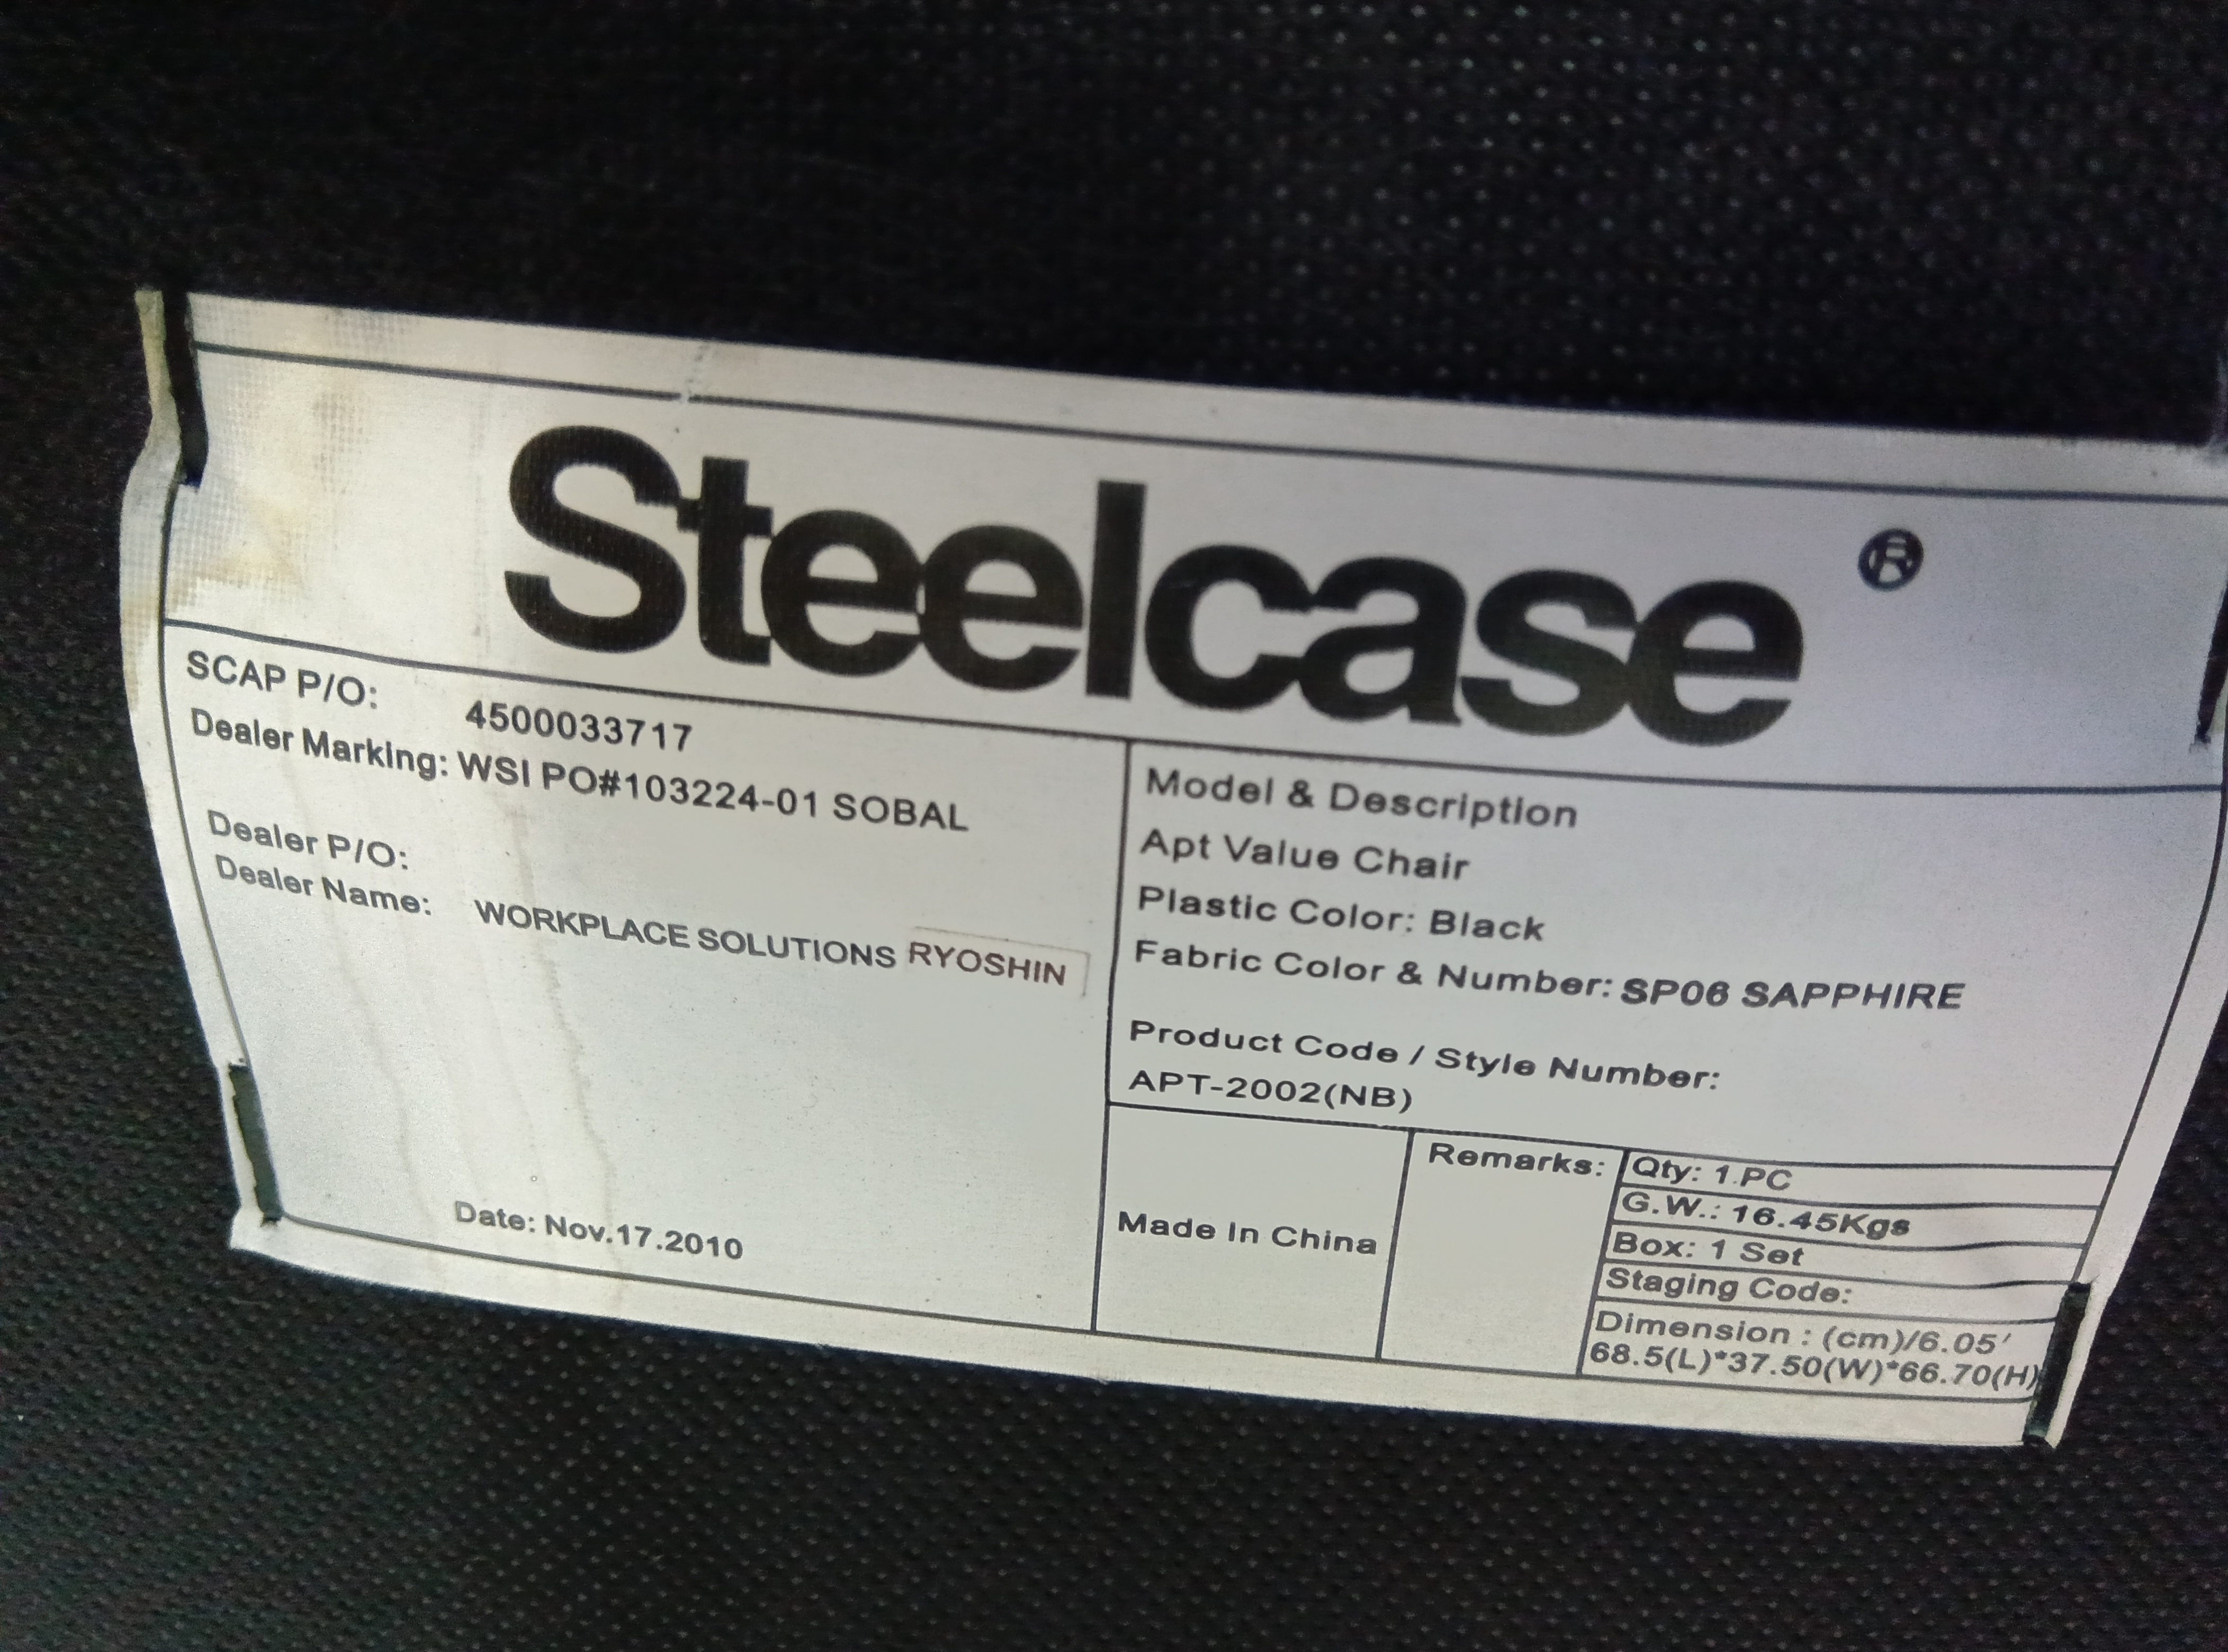 Steelcase ®
SCAP P/O: 4500033717
Dealer Marking: WSI PO#103224-01 SOBAL
Dealer P/O:
Dealer Name: WORKPLACE SOLUTIONS RYOSHIN
Date: Nov.17.2010
Model & Description
Apt Value Chair
Plastic Color: Black
Fabric Color & Number: SP06 SAPPHIRE
Product Code / Style Number:
APT-2002(NB)
Made In China
Remarks:
Qty: 1.PC
G.W.: 16.45Kgs
Box: 1 Set
Staging Code:
Dimension : (cm)/6.05'
68.5(L)*37.50(W)*66.70(H)